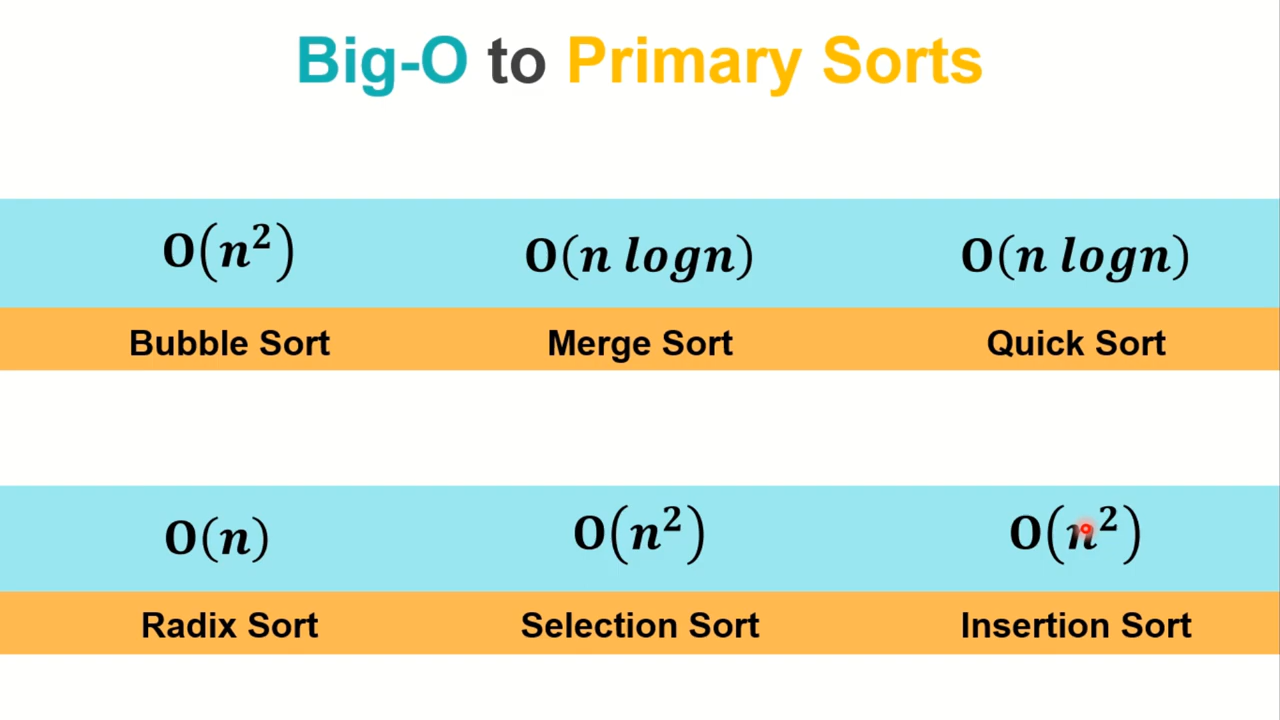 Big-O to Primary Sorts
O(n²) O(n logn) O(n logn)
Bubble Sort Merge Sort Quick Sort
O(n) O(n²) O(n²)
Radix Sort Selection Sort Insertion Sort